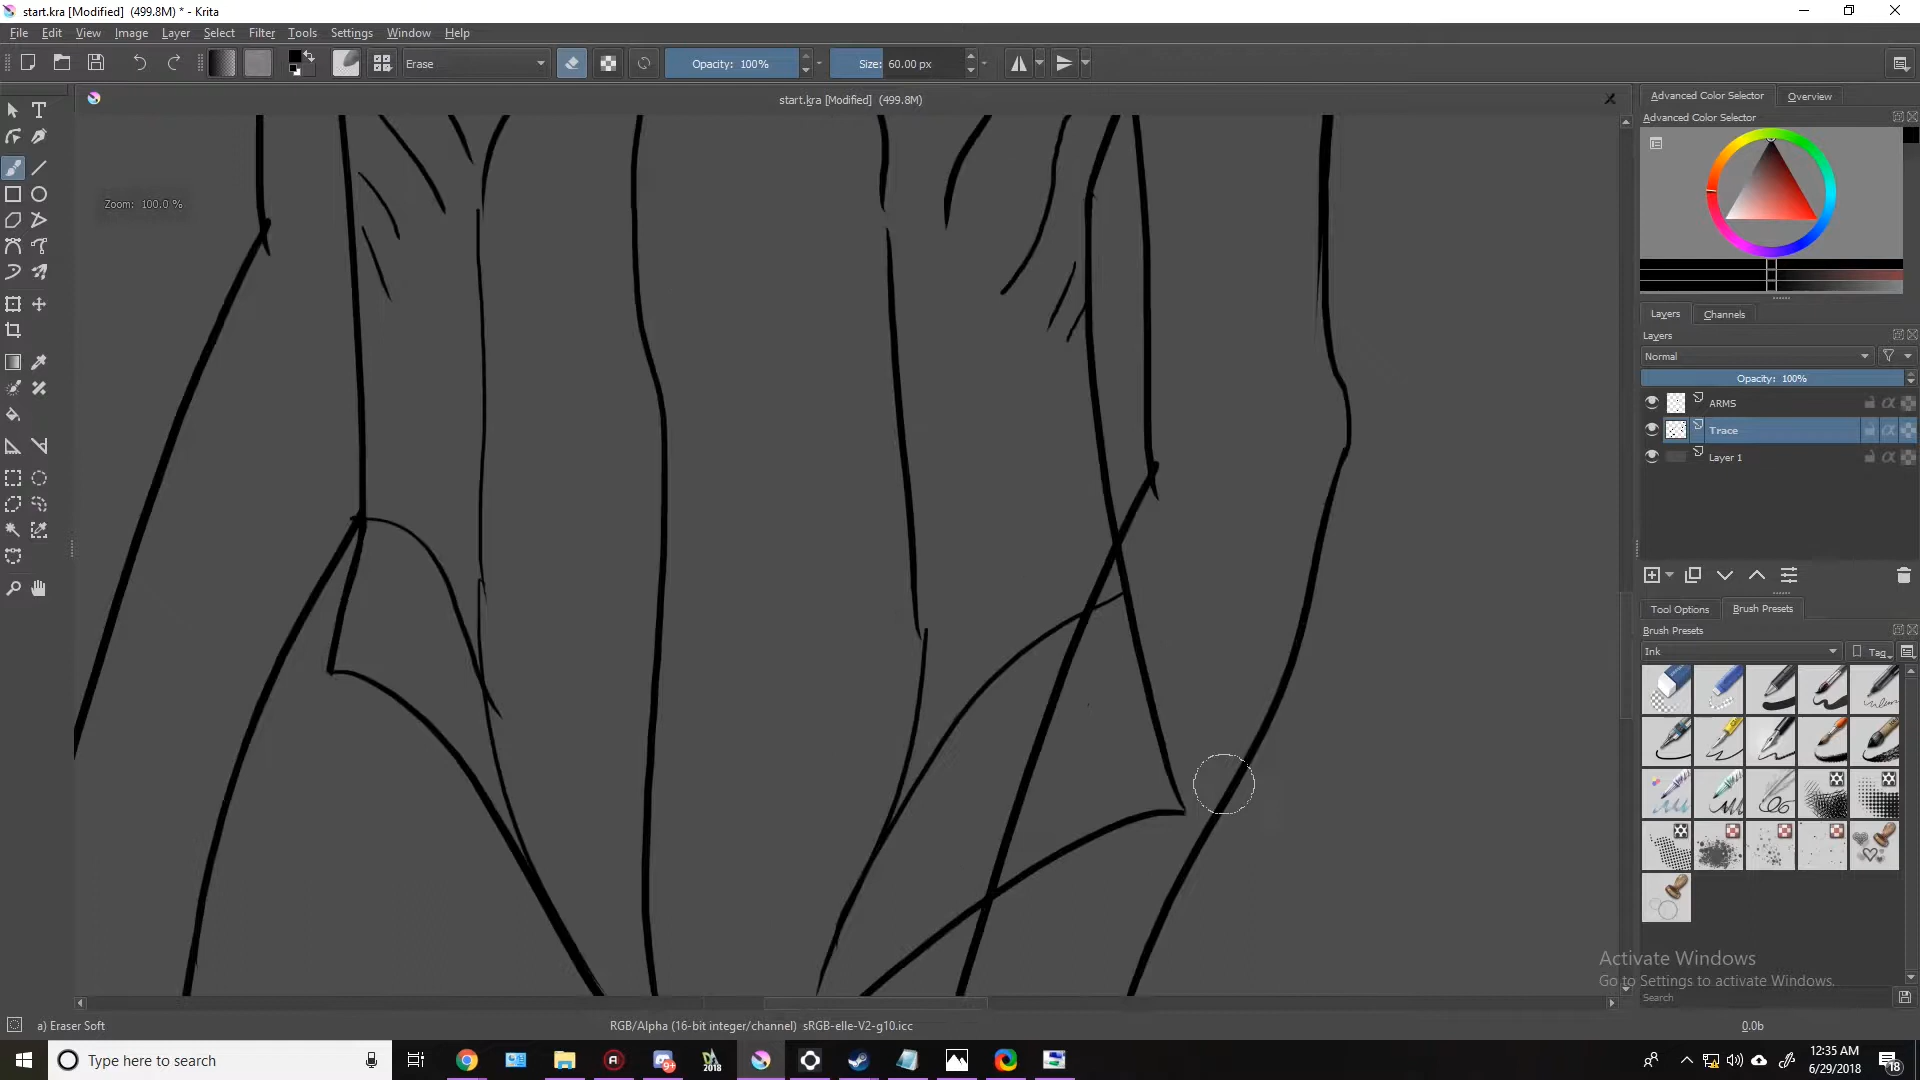 start.kra [Modified] (499.8M) * - Krita
File Edit View Image Layer Select Filter Tools Settings Window Help
Erase Opacity: 100% Size: 60.00 px
start.kra [Modified] (499.8M)
Zoom: 100.0 %
Advanced Color Selector Overview
Advanced Color Selector
Layers Channels
Layers
Normal
Opacity: 100%
ARMS
Trace
Layer 1
Tool Options Brush Presets
Brush Presets
Ink Tag
Activate Windows
Go to Settings to activate Windows.
Search
a) Eraser Soft RGB/Alpha (16-bit integer/channel) sRGB-elle-V2-g10.icc 0.0b
Type here to search 2018 9+ 12:35 AM
6/29/2018 18